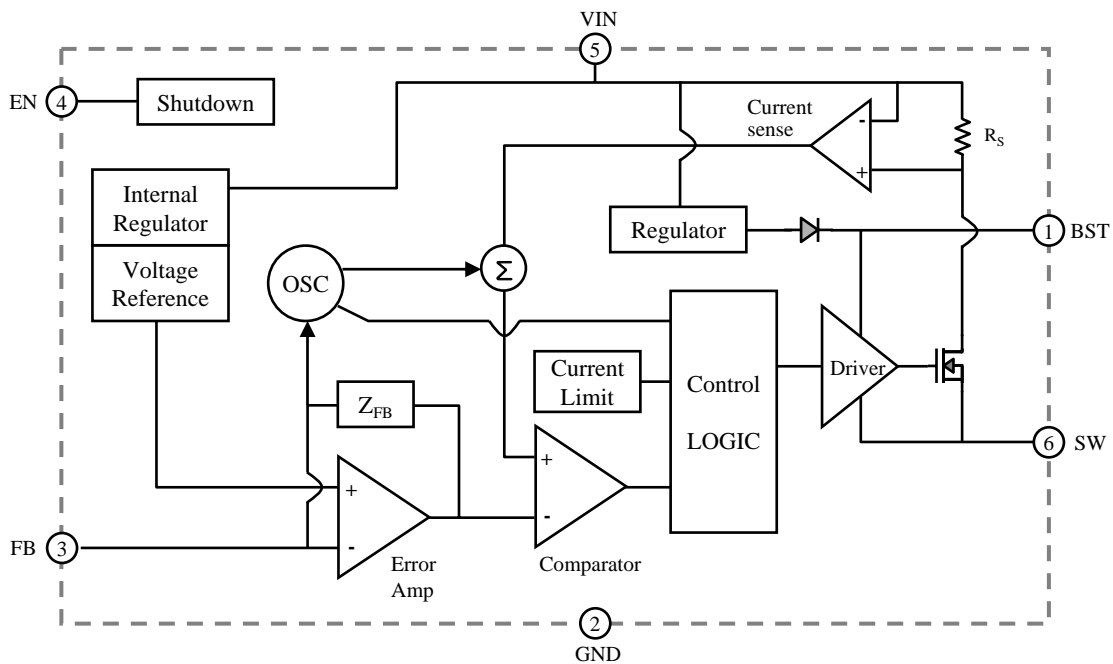 VIN
5
EN
4
Shutdown
Current
sense
-
+
R_S
Internal
Regulator
Voltage
Reference
Regulator
1
BST
OSC
Σ
Current
Limit
Control
LOGIC
Driver
Z_FB
6
SW
+
-
+
-
FB
3
Error
Amp
Comparator
2
GND